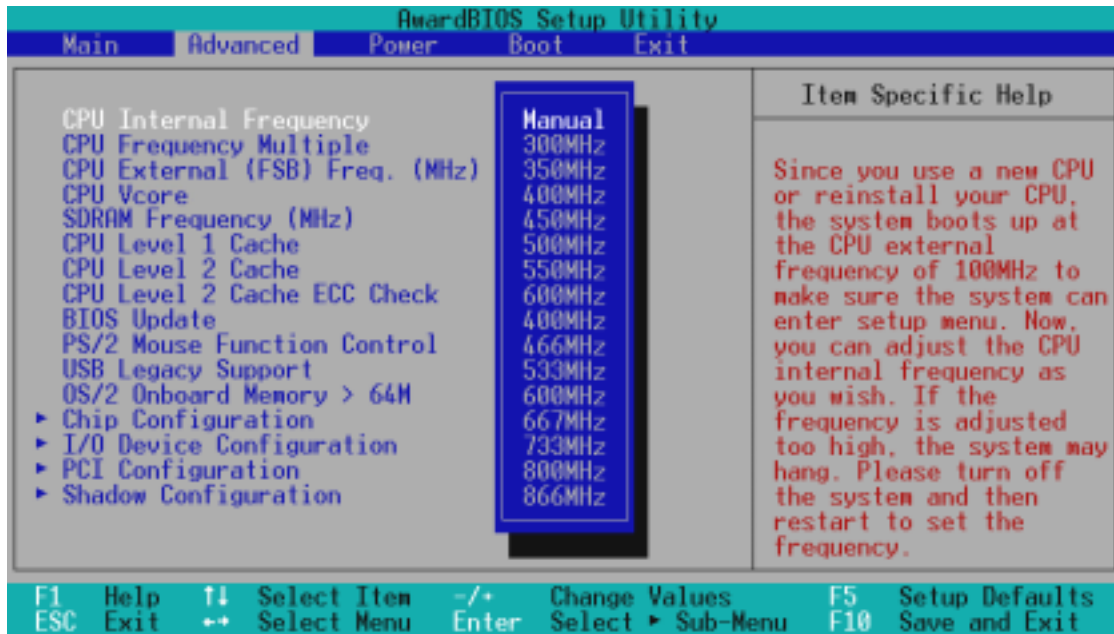 AwardBIOS Setup Utility
Main Advanced Power Boot Exit
CPU Internal Frequency
CPU Frequency Multiple
CPU External (FSB) Freq. (MHz)
CPU Vcore
SDRAM Frequency (MHz)
CPU Level 1 Cache
CPU Level 2 Cache
CPU Level 2 Cache ECC Check
BIOS Update
PS/2 Mouse Function Control
USB Legacy Support
OS/2 Onboard Memory > 64M
► Chip Configuration
► I/O Device Configuration
► PCI Configuration
► Shadow Configuration
Manual
300MHz
350MHz
400MHz
450MHz
500MHz
550MHz
600MHz
400MHz
466MHz
533MHz
600MHz
667MHz
733MHz
800MHz
866MHz
Item Specific Help
Since you use a new CPU
or reinstall your CPU,
the system boots up at
the CPU external
frequency of 100MHz to
make sure the system can
enter setup menu. Now,
you can adjust the CPU
internal frequency as
you wish. If the
frequency is adjusted
too high, the system may
hang. Please turn off
the system and then
restart to set the
frequency.
F1 Help ↑↓ Select Item -/+ Change Values F5 Setup Defaults
ESC Exit ←→ Select Menu Enter Select ► Sub-Menu F10 Save and Exit